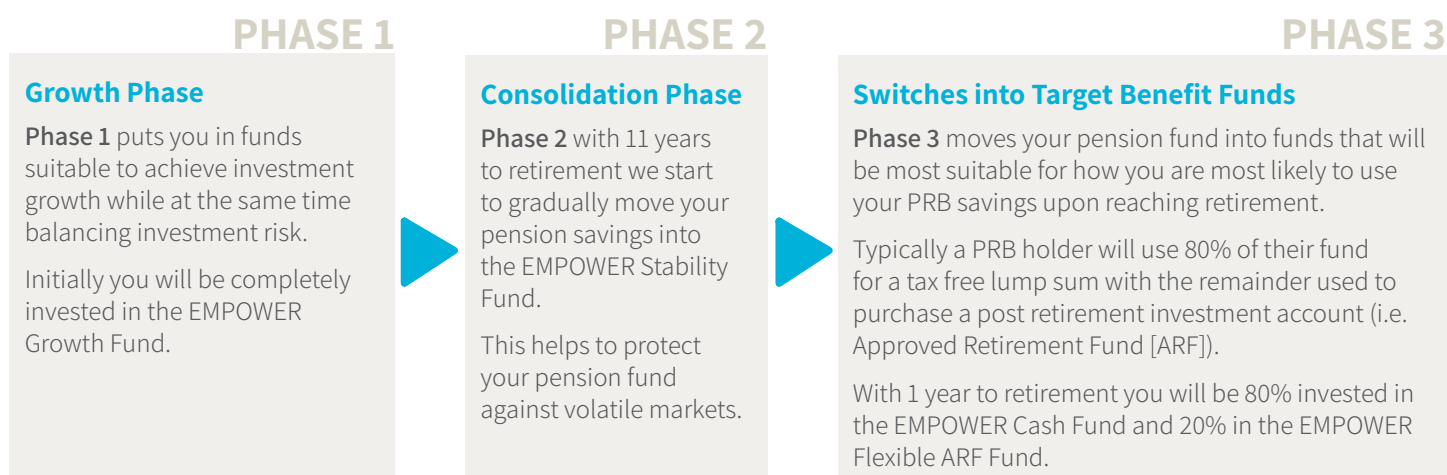 PHASE 1
Growth Phase
Phase 1 puts you in funds
suitable to achieve investment
growth while at the same time
balancing investment risk.
Initially you will be completely
invested in the EMPOWER
Growth Fund.
PHASE 2
Consolidation Phase
Phase 2 with 11 years
to retirement we start
to gradually move your
pension savings into
the EMPOWER Stability
Fund.
This helps to protect
your pension fund
against volatile markets.
PHASE 3
Switches into Target Benefit Funds
Phase 3 moves your pension fund into funds that will
be most suitable for how you are most likely to use
your PRB savings upon reaching retirement.
Typically a PRB holder will use 80% of their fund
for a tax free lump sum with the remainder used to
purchase a post retirement investment account (i.e.
Approved Retirement Fund [ARF]).
With 1 year to retirement you will be 80% invested in
the EMPOWER Cash Fund and 20% in the EMPOWER
Flexible ARF Fund.